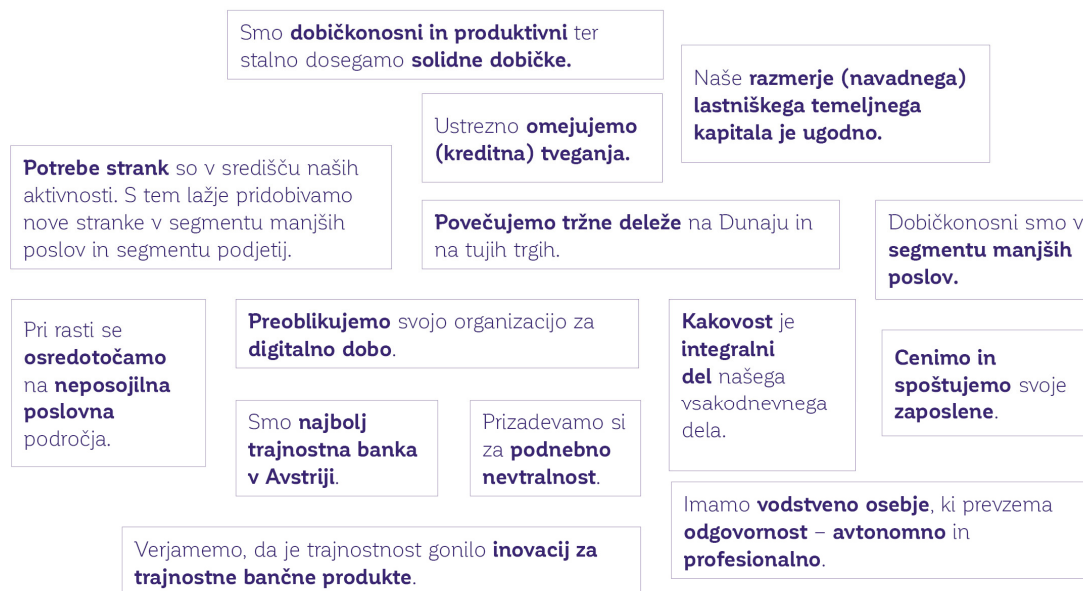 Smo dobičkonosni in produktivni ter
stalno dosegamo solidne dobičke.
Naše razmerje (navadnega)
lastniškega temeljnega
kapitala je ugodno.
Ustrezno omejujemo
(kreditna) tveganja.
Potrebe strank so v središču naših
aktivnosti. S tem lažje pridobivamo
nove stranke v segmentu manjših
poslov in segmentu podjetij.
Povečujemo tržne deleže na Dunaju in
na tujih trgih.
Dobičkonosni smo v
segmentu manjših
poslov.
Pri rasti se
osredotočamo
na neposojilna
poslovna
področja.
Preoblikujemo svojo organizacijo za
digitalno dobo.
Kakovost je
integralni
del našega
vsakodnevnega
dela.
Cenimo in
spoštujemo svoje
zaposlene.
Smo najbolj
trajnostna banka
v Avstriji.
Prizadevamo si
za podnebno
nevtralnost.
Imamo vodstveno osebje, ki prevzema
odgovornost – avtonomno in
profesionalno.
Verjamemo, da je trajnostnost gonilo inovacij za
trajnostne bančne produkte.